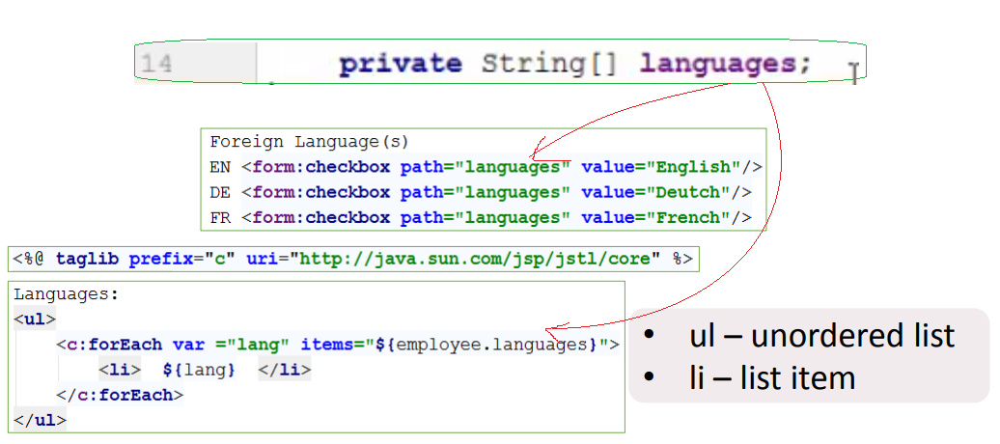 14 private String[] languages;
Foreign Language(s)
EN <form:checkbox path="languages" value="English"/>
DE <form:checkbox path="languages" value="Deutch"/>
FR <form:checkbox path="languages" value="French"/>
<%@ taglib prefix="c" uri="http://java.sun.com/jsp/jstl/core" %>
Languages:
<ul>
<c:forEach var ="lang" items="${employee.languages}">
<li> ${lang} </li>
</c:forEach>
</ul>
• ul – unordered list
• li – list item